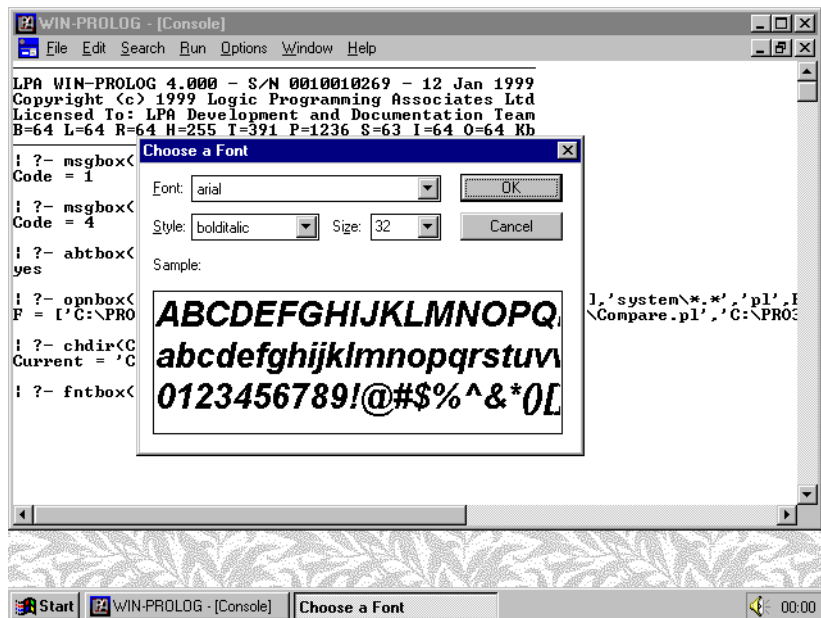 WIN-PROLOG - [Console]
File Edit Search Run Options Window Help
LPA WIN-PROLOG 4.000 - S/N 0010010269 - 12 Jan 1999
Copyright (c) 1999 Logic Programming Associates Ltd
Licensed To: LPA Development and Documentation Team
B=64 L=64 R=64 H=255 T=391 P=1236 S=63 I=64 O=64 Kb
| ?- msgbox(
Code = 1
| ?- msgbox(
Code = 4
| ?- abtbox(
yes
| ?- opnbox( ],'system\*.*','pl',
F = ['C:\PRO \Compare.pl','C:\PRO
| ?- chdir(C
Current = 'C
| ?- fntbox(
Choose a Font
Font: arial OK
Style: bolditalic Size: 32 Cancel
Sample:
ABCDEFGHIJKLMNOPQ
abcdefghijklmnopqrstuv
0123456789!@#$%^&*()[
Start WIN-PROLOG - [Console] Choose a Font 00:00